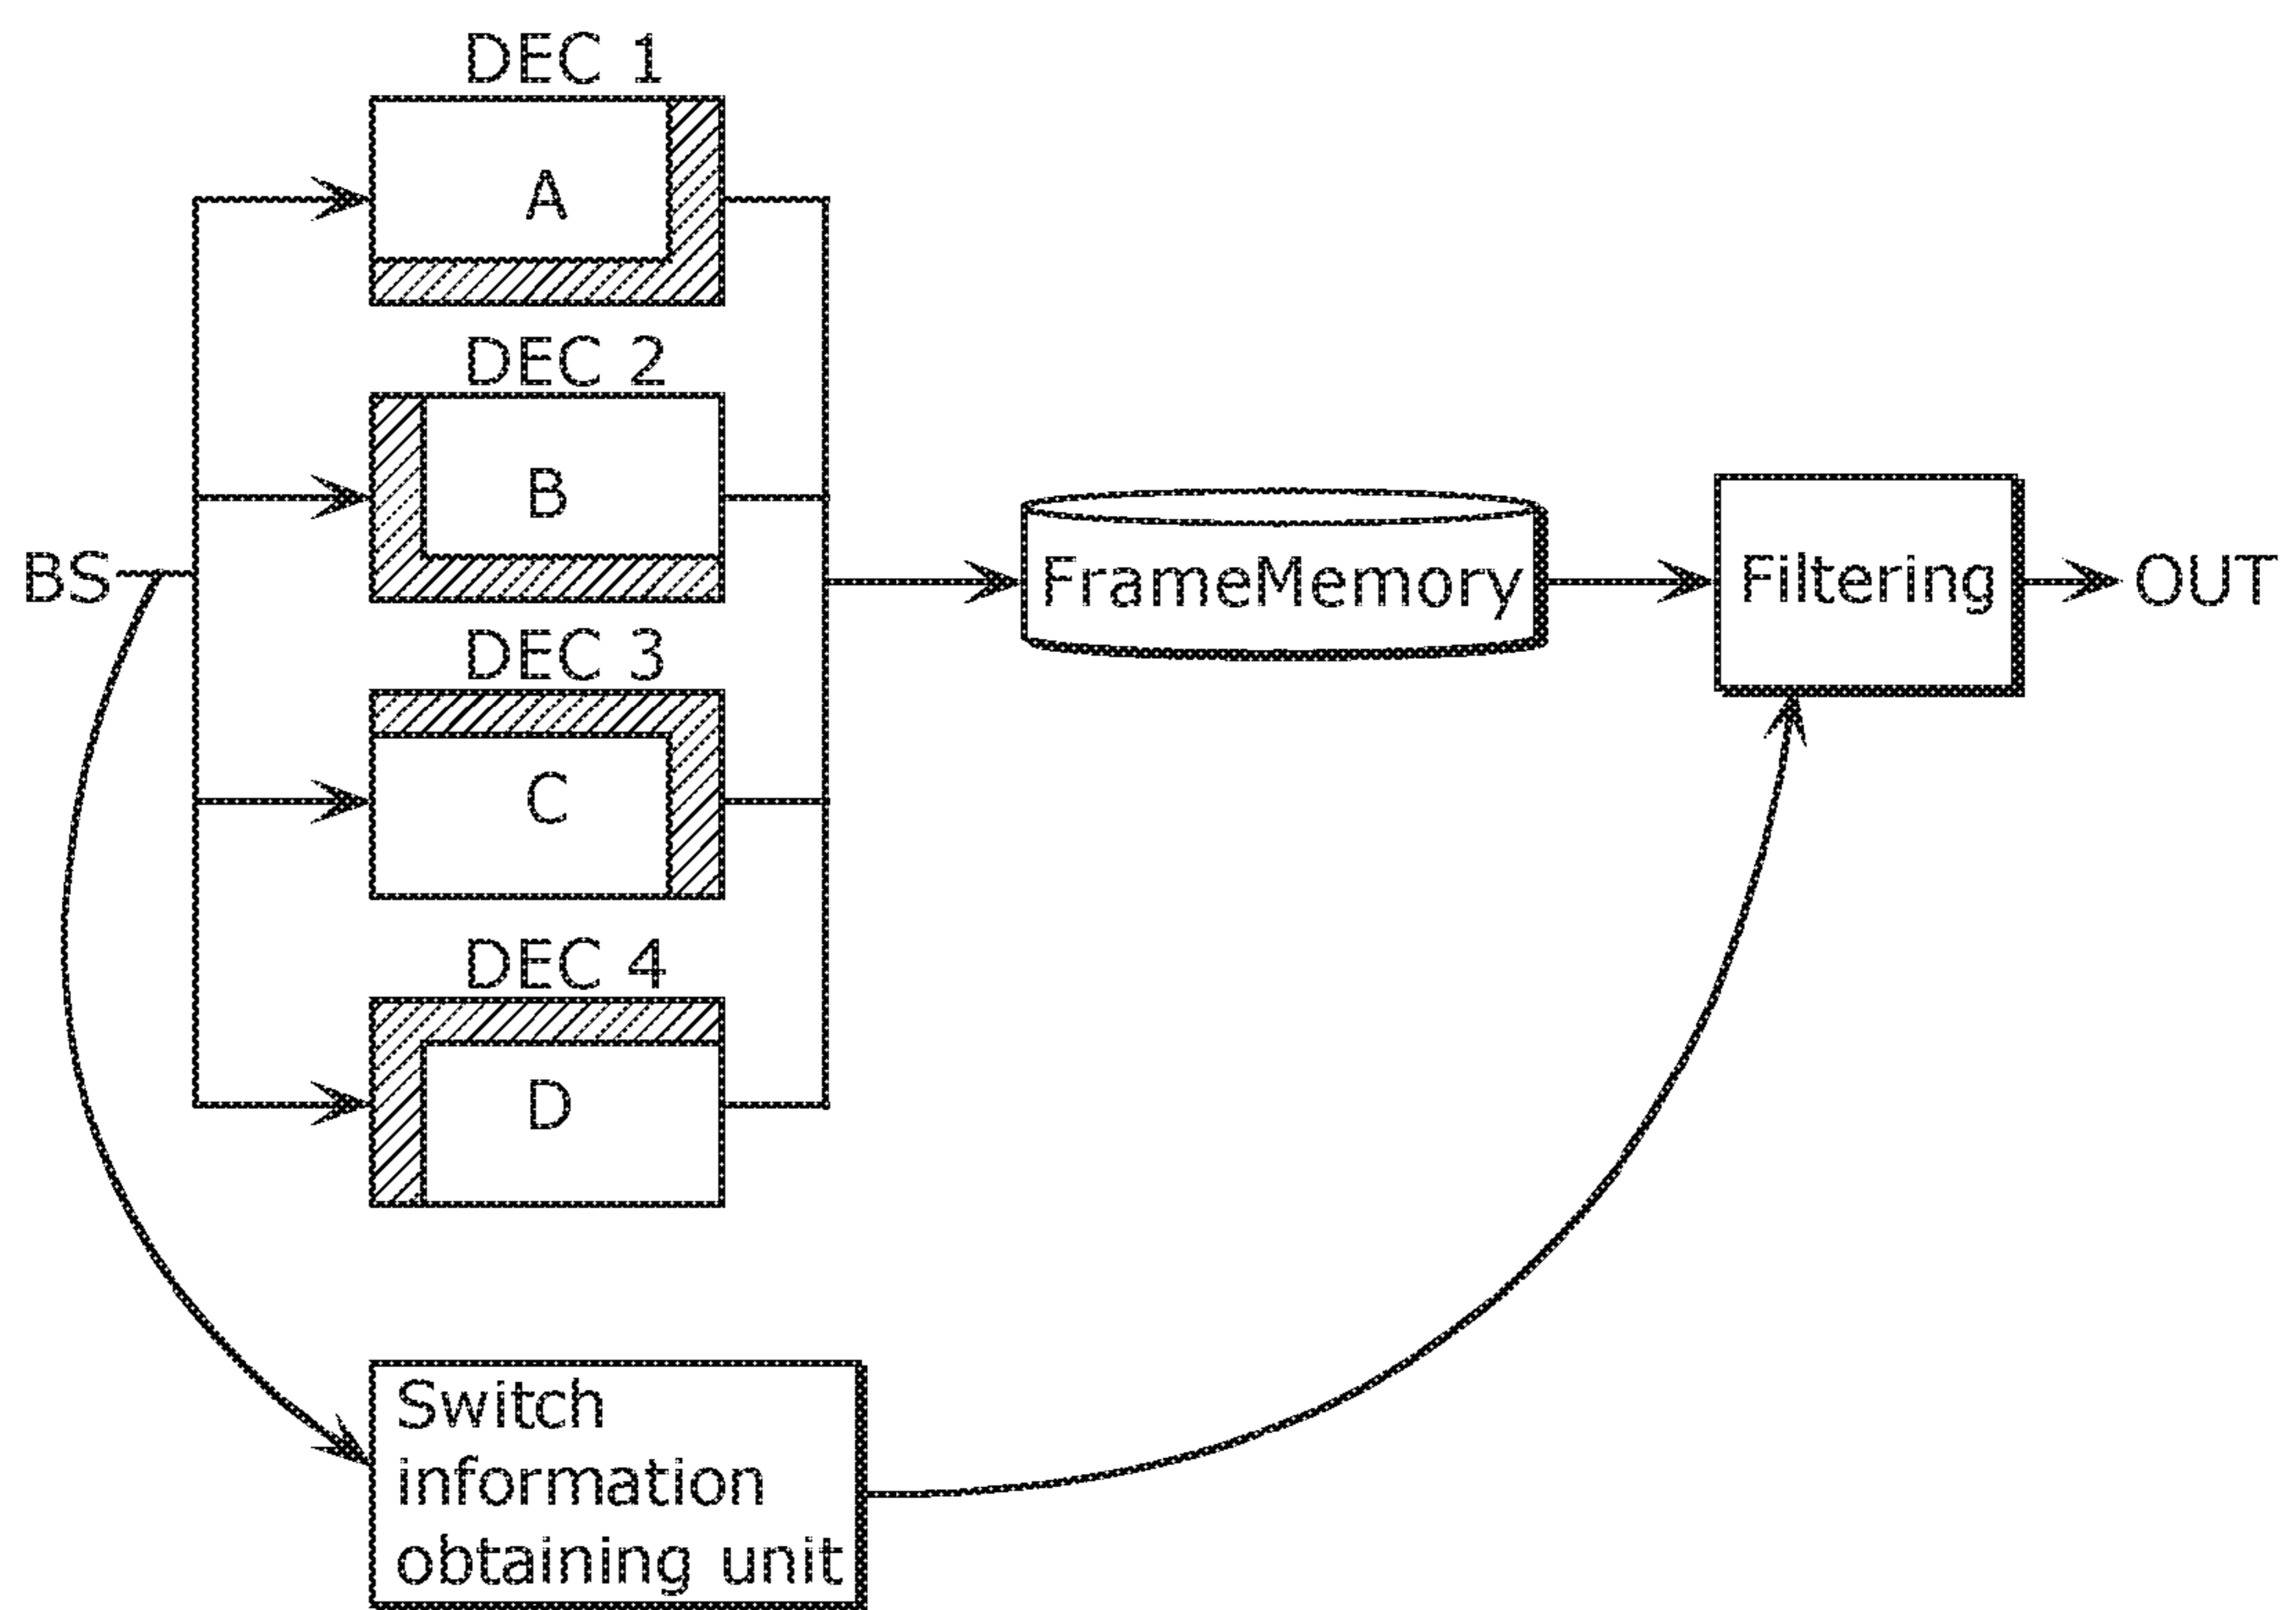 DEC 1
A
DEC 2
B
BS
FrameMemory
Filtering
OUT
DEC 3
C
DEC 4
D
Switch
information
obtaining unit